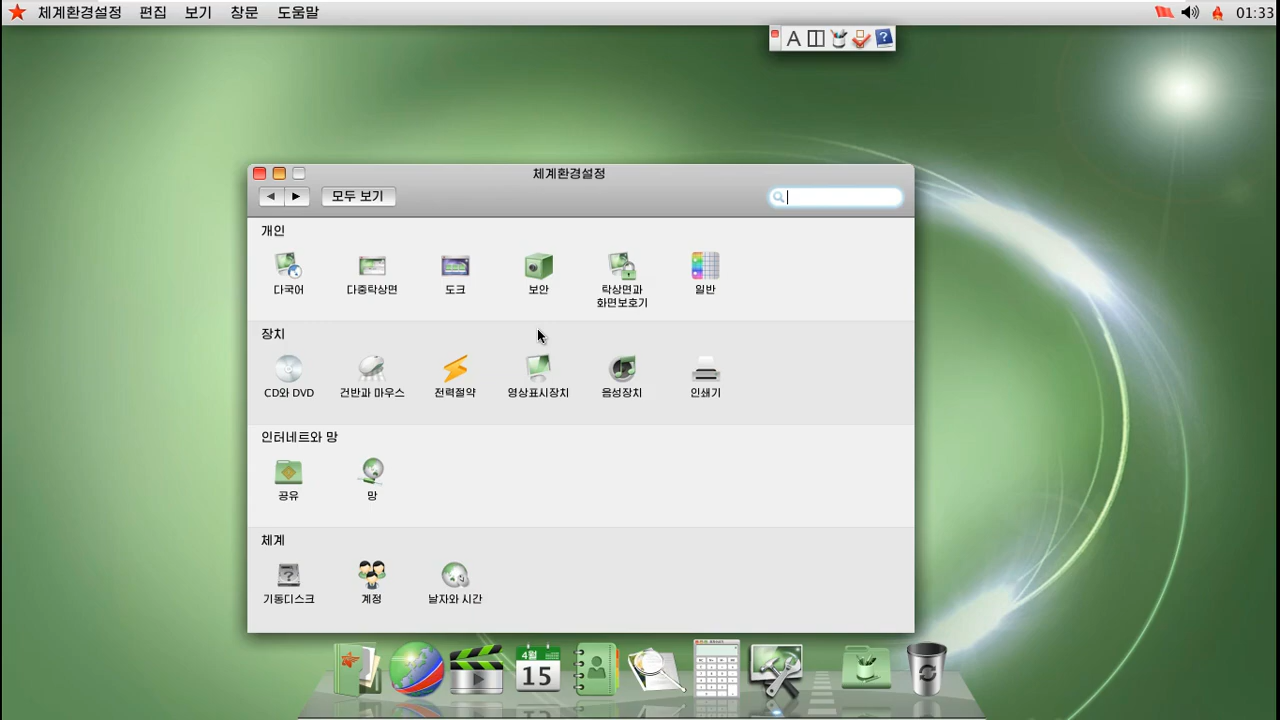 체계환경설정 편집 보기 창문 도움말 01:33
A ?
체계환경설정
모두 보기
개인
다국어 다중탁상면 도크 보안 탁상면과 화면보호기 일반
장치
CD와 DVD 건반과 마우스 전력절약 영상표시장치 음성장치 인쇄기
인터네트와 망
공유 망
체계
기동디스크 계정 날자와 시간
4월
15